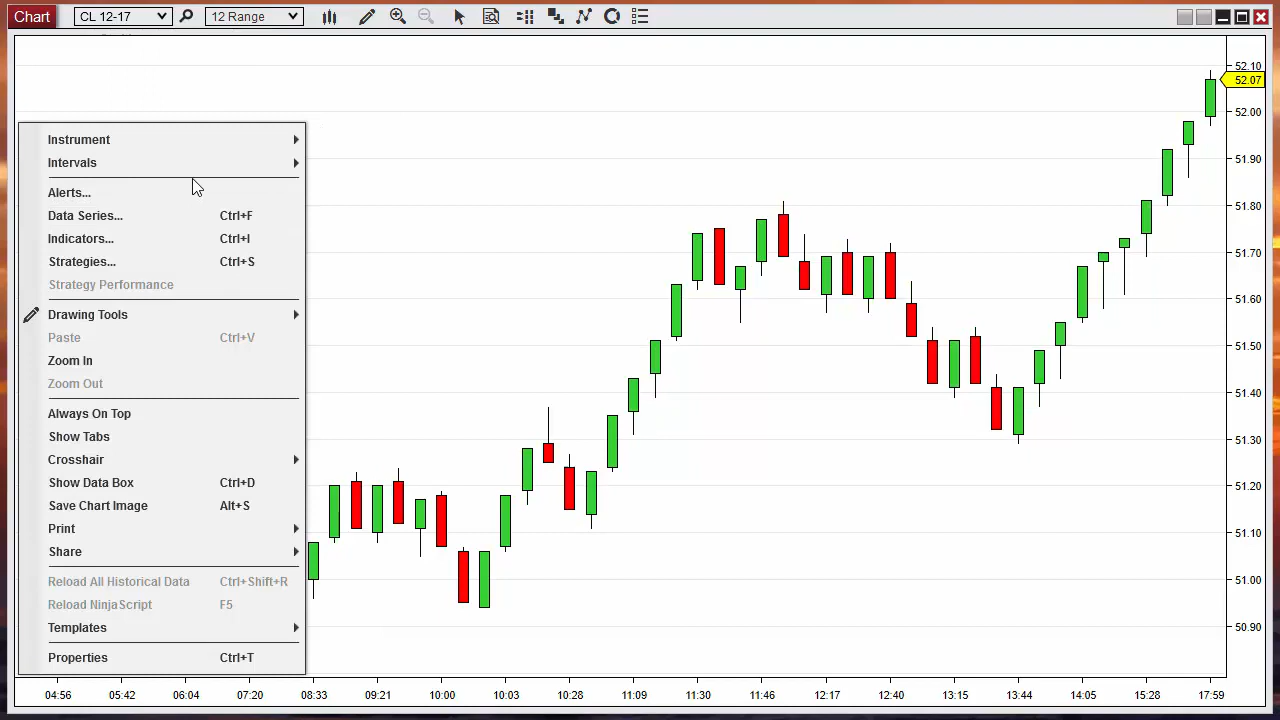 Chart CL 12-17 12 Range
52.10
52.07
52.00
51.90
51.80
51.70
51.60
51.50
51.40
51.30
51.20
51.10
51.00
50.90
Instrument
Intervals
Alerts...
Data Series... Ctrl+F
Indicators... Ctrl+I
Strategies... Ctrl+S
Strategy Performance
Drawing Tools
Paste Ctrl+V
Zoom In
Zoom Out
Always On Top
Show Tabs
Crosshair
Show Data Box Ctrl+D
Save Chart Image Alt+S
Print
Share
Reload All Historical Data Ctrl+Shift+R
Reload NinjaScript F5
Templates
Properties Ctrl+T
04:56 05:42 06:04 07:20 08:33 09:21 10:00 10:03 10:28 11:09 11:30 11:46 12:17 12:40 13:15 13:44 14:05 15:28 17:59